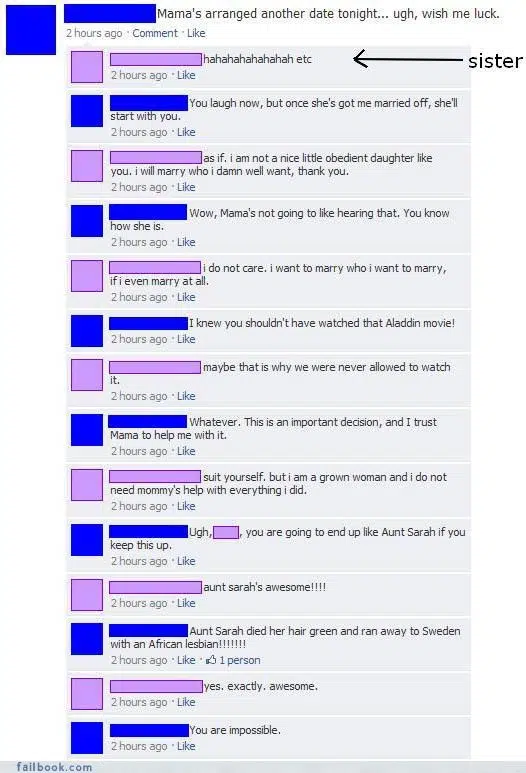 Mama's arranged another date tonight... ugh, wish me luck.
2 hours ago · Comment · Like
hahahahahahahah etc
sister
2 hours ago · Like
You laugh now, but once she's got me married off, she'll
start with you.
2 hours ago · Like
as if. i am not a nice little obedient daughter like
you. i will marry who i damn well want, thank you.
2 hours ago · Like
Wow, Mama's not going to like hearing that. You know
how she is.
2 hours ago · Like
i do not care. i want to marry who i want to marry,
if i even marry at all.
2 hours ago · Like
I knew you shouldn't have watched that Aladdin movie!
2 hours ago · Like
maybe that is why we were never allowed to watch
it.
2 hours ago · Like
Whatever. This is an important decision, and I trust
Mama to help me with it.
2 hours ago · Like
suit yourself. but i am a grown woman and i do not
need mommy's help with everything i did.
2 hours ago · Like
Ugh, , you are going to end up like Aunt Sarah if you
keep this up.
2 hours ago · Like
aunt sarah's awesome!!!!
2 hours ago · Like
Aunt Sarah died her hair green and ran away to Sweden
with an African lesbian!!!!!!!
2 hours ago · Like · 1 person
yes. exactly. awesome.
2 hours ago · Like
You are impossible.
2 hours ago · Like
failbook.com